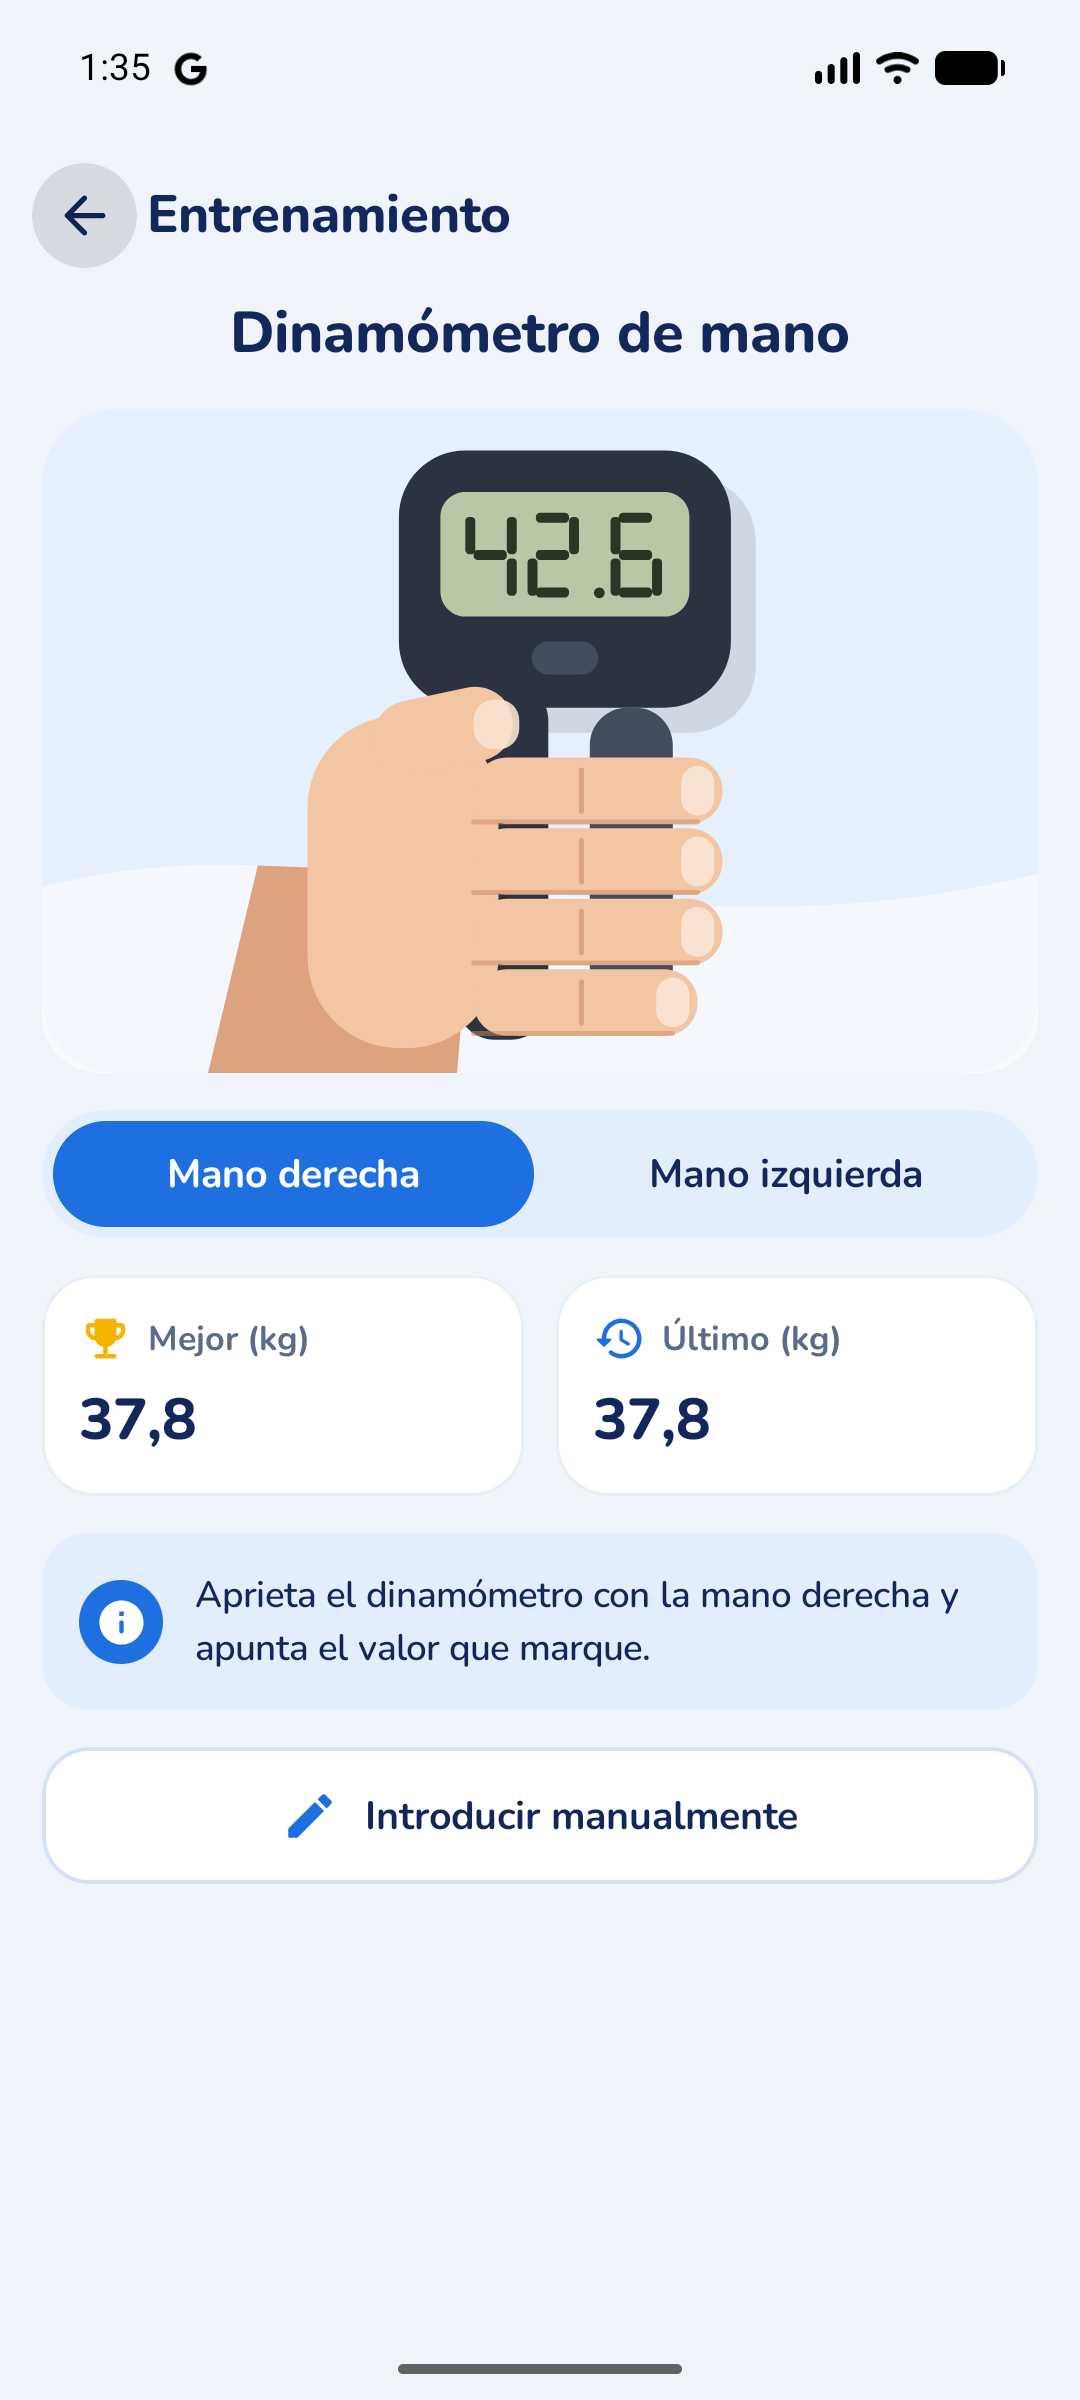 1:35 G
Entrenamiento
Dinamómetro de mano
42.6
Mano derecha
Mano izquierda
Mejor (kg)
37,8
Último (kg)
37,8
Aprieta el dinamómetro con la mano derecha y
apunta el valor que marque.
Introducir manualmente